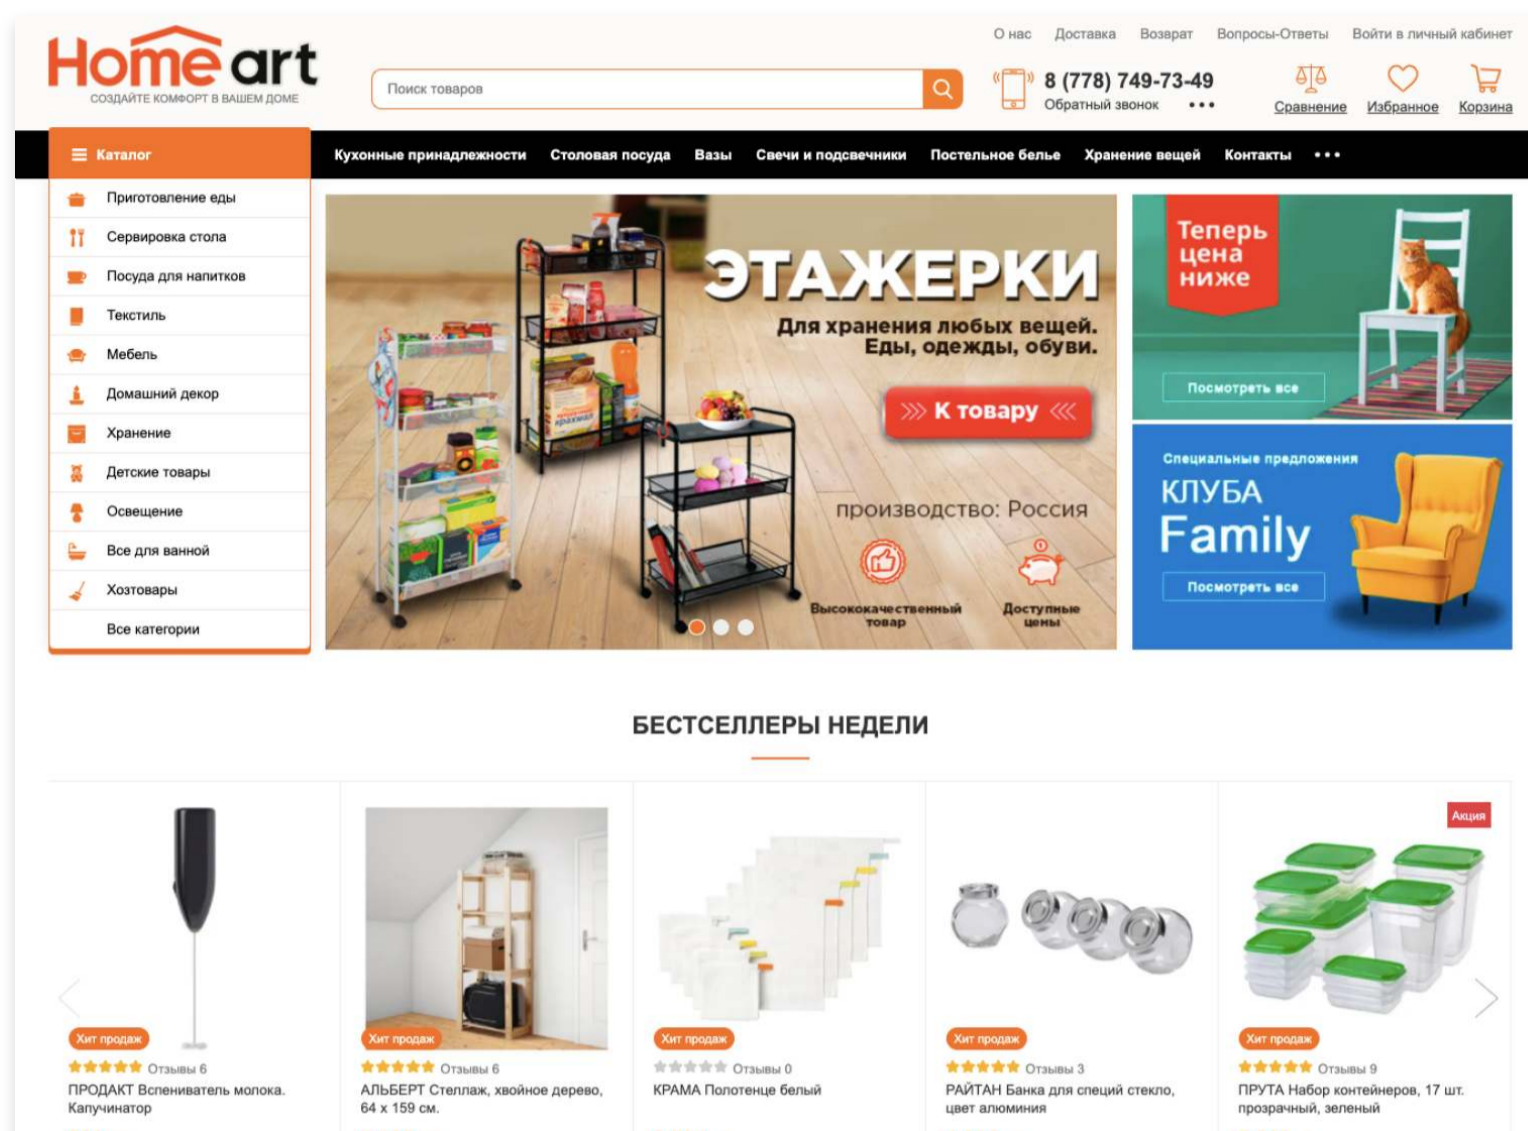 Home art
СОЗДАЙТЕ КОМФОРТ В ВАШЕМ ДОМЕ
О нас Доставка Возврат Вопросы-Ответы Войти в личный кабинет
Поиск товаров
8 (778) 749-73-49
Обратный звонок •••
Сравнение Избранное Корзина
Каталог
Кухонные принадлежности Столовая посуда Вазы Свечи и подсвечники Постельное белье Хранение вещей Контакты •••
Приготовление еды
Сервировка стола
Посуда для напитков
Текстиль
Мебель
Домашний декор
Хранение
Детские товары
Освещение
Все для ванной
Хозтовары
Все категории
ЭТАЖЕРКИ
Для хранения любых вещей.
Еды, одежды, обуви.
К товару
производство: Россия
Высококачественный
товар
Доступные
цены
Теперь
цена
ниже
Посмотреть все
Специальные предложения
КЛУБА
Family
Посмотреть все
БЕСТСЕЛЛЕРЫ НЕДЕЛИ
Хит продаж
Отзывы 6
ПРОДАКТ Вспениватель молока.
Капучинатор
Хит продаж
Отзывы 6
АЛЬБЕРТ Стеллаж, хвойное дерево,
64 x 159 см.
Хит продаж
Отзывы 0
КРАМА Полотенце белый
Хит продаж
Отзывы 3
РАЙТАН Банка для специй стекло,
цвет алюминия
Акция
Хит продаж
Отзывы 9
ПРУТА Набор контейнеров, 17 шт.
прозрачный, зеленый